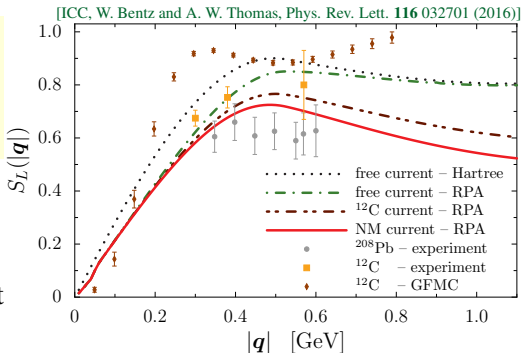 [ICC, W. Bentz and A. W. Thomas, Phys. Rev. Lett. 116 032701 (2016)]
1.0
0.8
0.6
0.4
0.2
0
S_L(|q|)
free current – Hartree
free current – RPA
¹²C current – RPA
NM current – RPA
²⁰⁸Pb – experiment
¹²C – experiment
¹²C – GFMC
t
0 0.2 0.4 0.6 0.8 1.0
|q| [GeV]